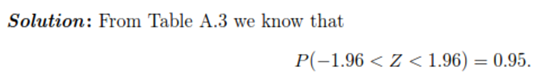 Solution: From Table A.3 we know that
P(−1.96 < Z < 1.96) = 0.95.